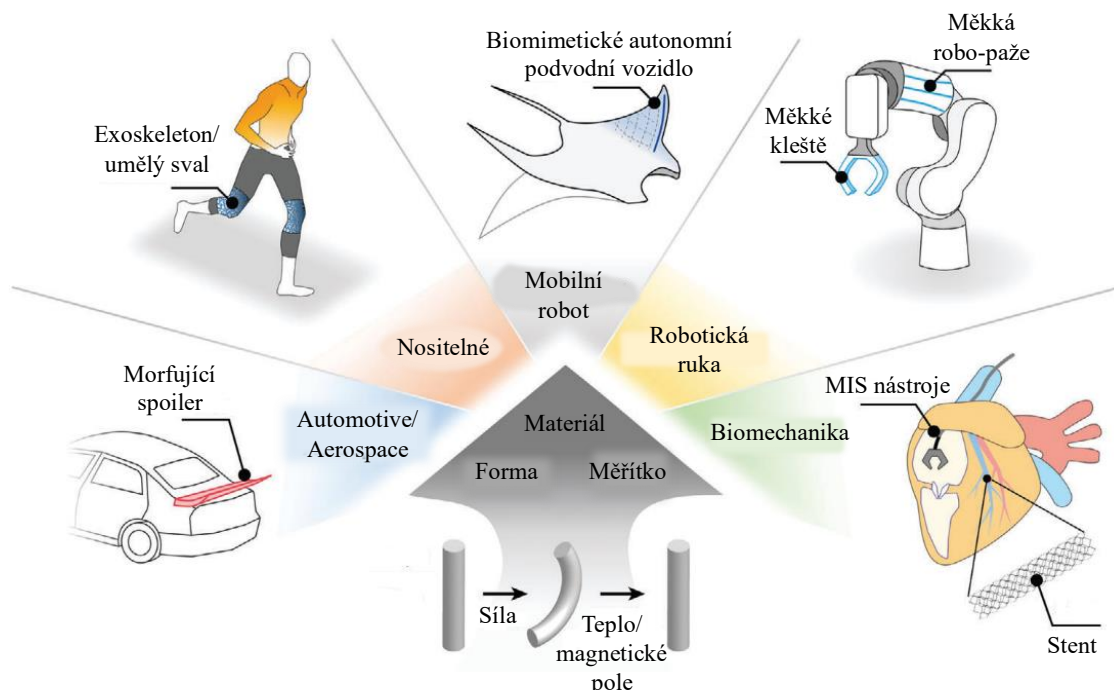 Biomimetické autonomní
podvodní vozidlo
Měkká
robo-paže
Měkké
kleště
Exoskeleton/
umělý sval
Mobilní
robot
Nositelné
Robotická
ruka
Morfující
spoiler
Automotive/
Aerospace
Materiál
Forma
Měřítko
Biomechanika
MIS nástroje
Síla
Teplo/
magnetické
pole
Stent